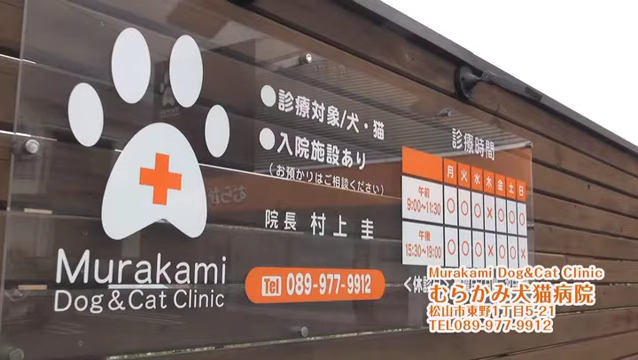 Murakami
Dog&Cat Clinic
●診療対象/犬・猫
●入院施設あり
(お預かりはご相談ください)
院長 村上 圭
Tel 089-977-9912
診療時間
月 火 水 木 金 土 日
午前 9:00〜11:30 ○ ○ ○ × ○ ○ ○
午後 15:30〜19:00 ○ ○ ○ × ○ ○ ×
<休診
Murakami Dog&Cat Clinic
むらかみ犬猫病院
松山市東野1丁目5-21
TEL089-977-9912